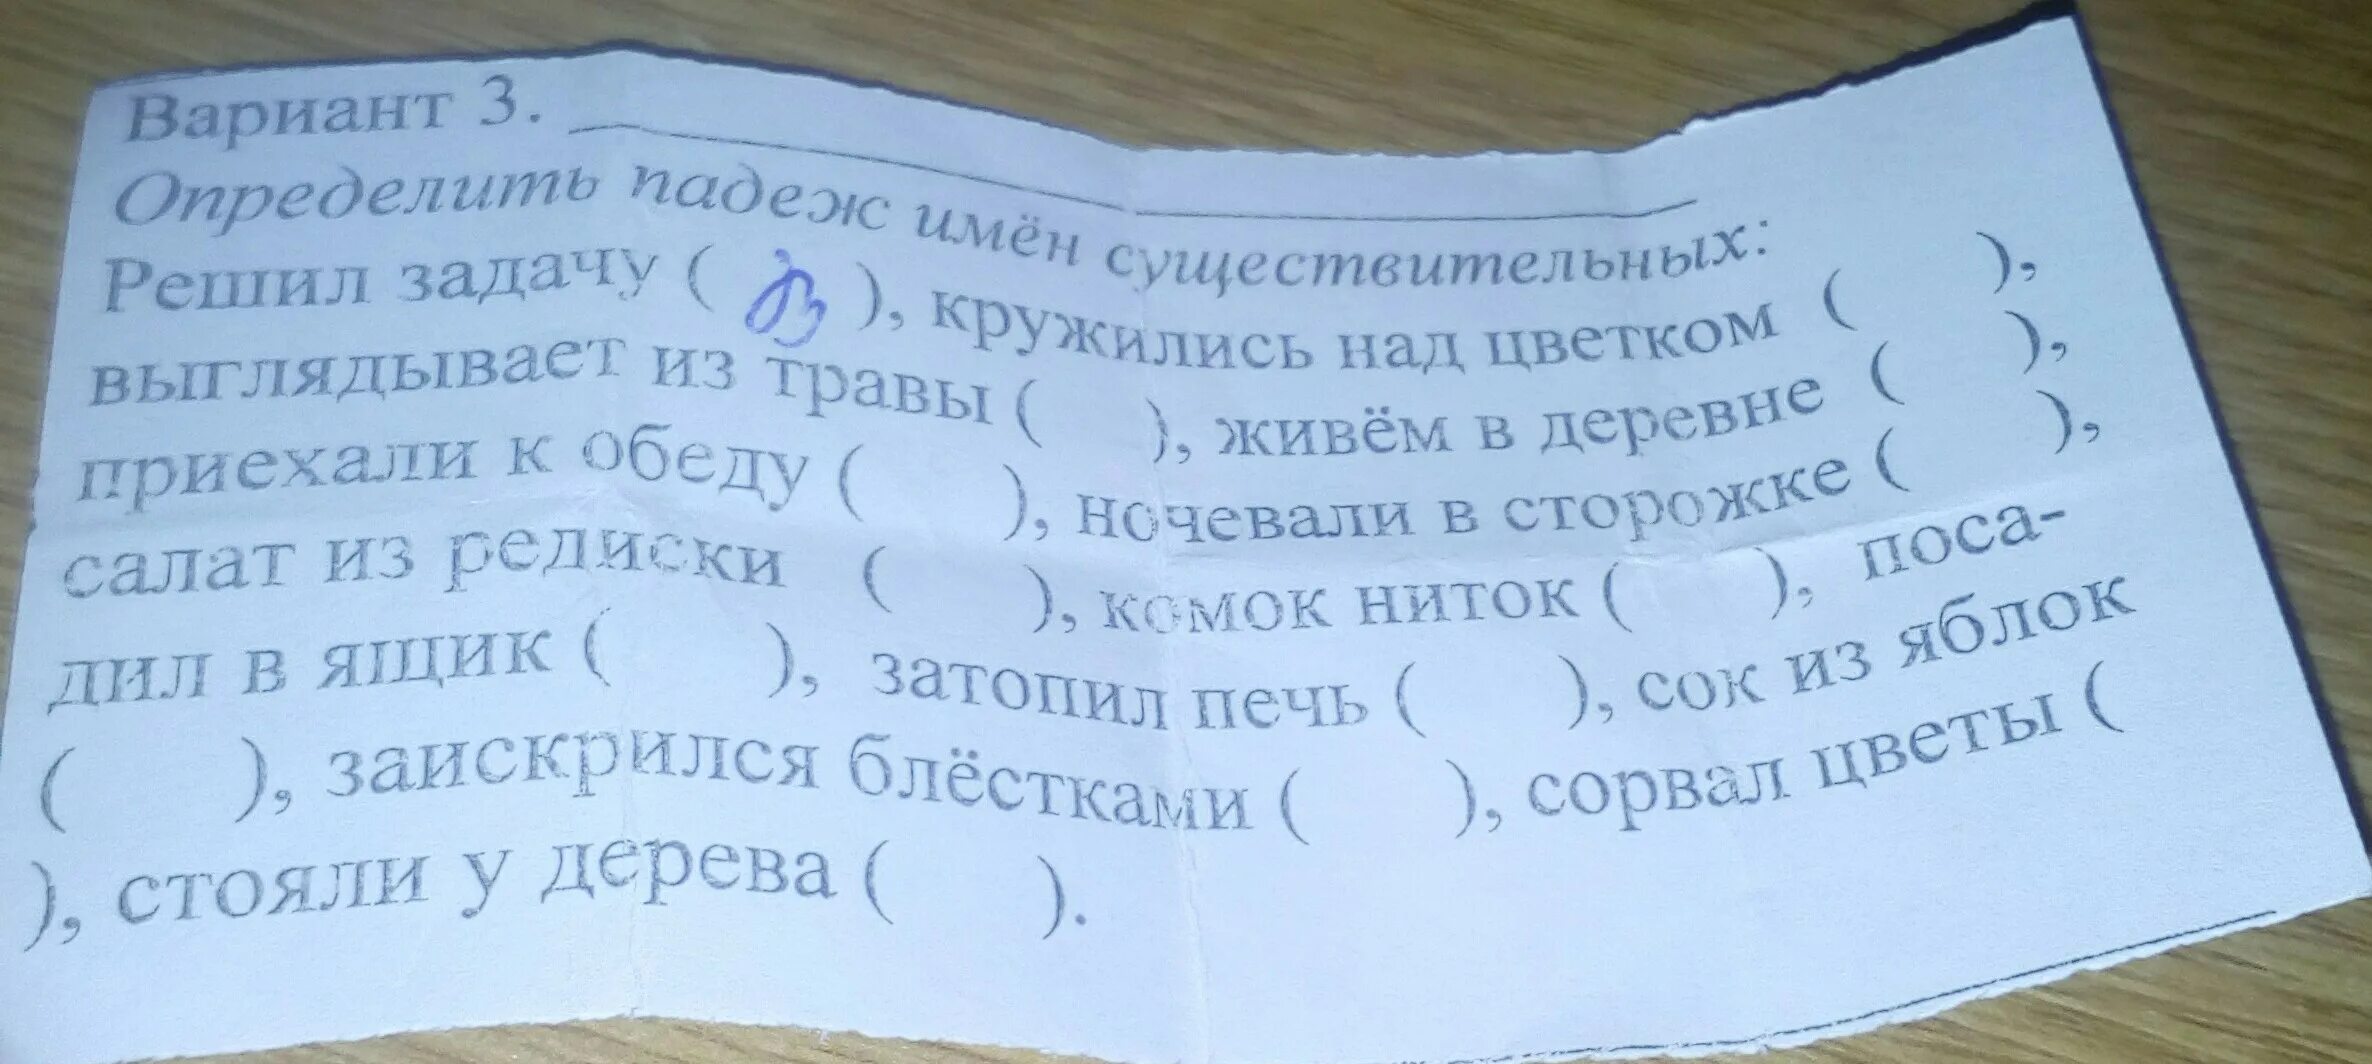 Вариант 3.
Определить падеж имён существительных:
Решил задачу ( ), кружились над цветком ( ),
выглядывает из травы ( ), живём в деревне ( ),
приехали к обеду ( ), ночевали в сторожке ( ),
салат из редиски ( ), комок ниток ( ), поса-
дил в ящик ( ), затопил печь ( ), сок из яблок
( ), заискрился блёстками ( ), сорвал цветы (
), стояли у дерева ( ).